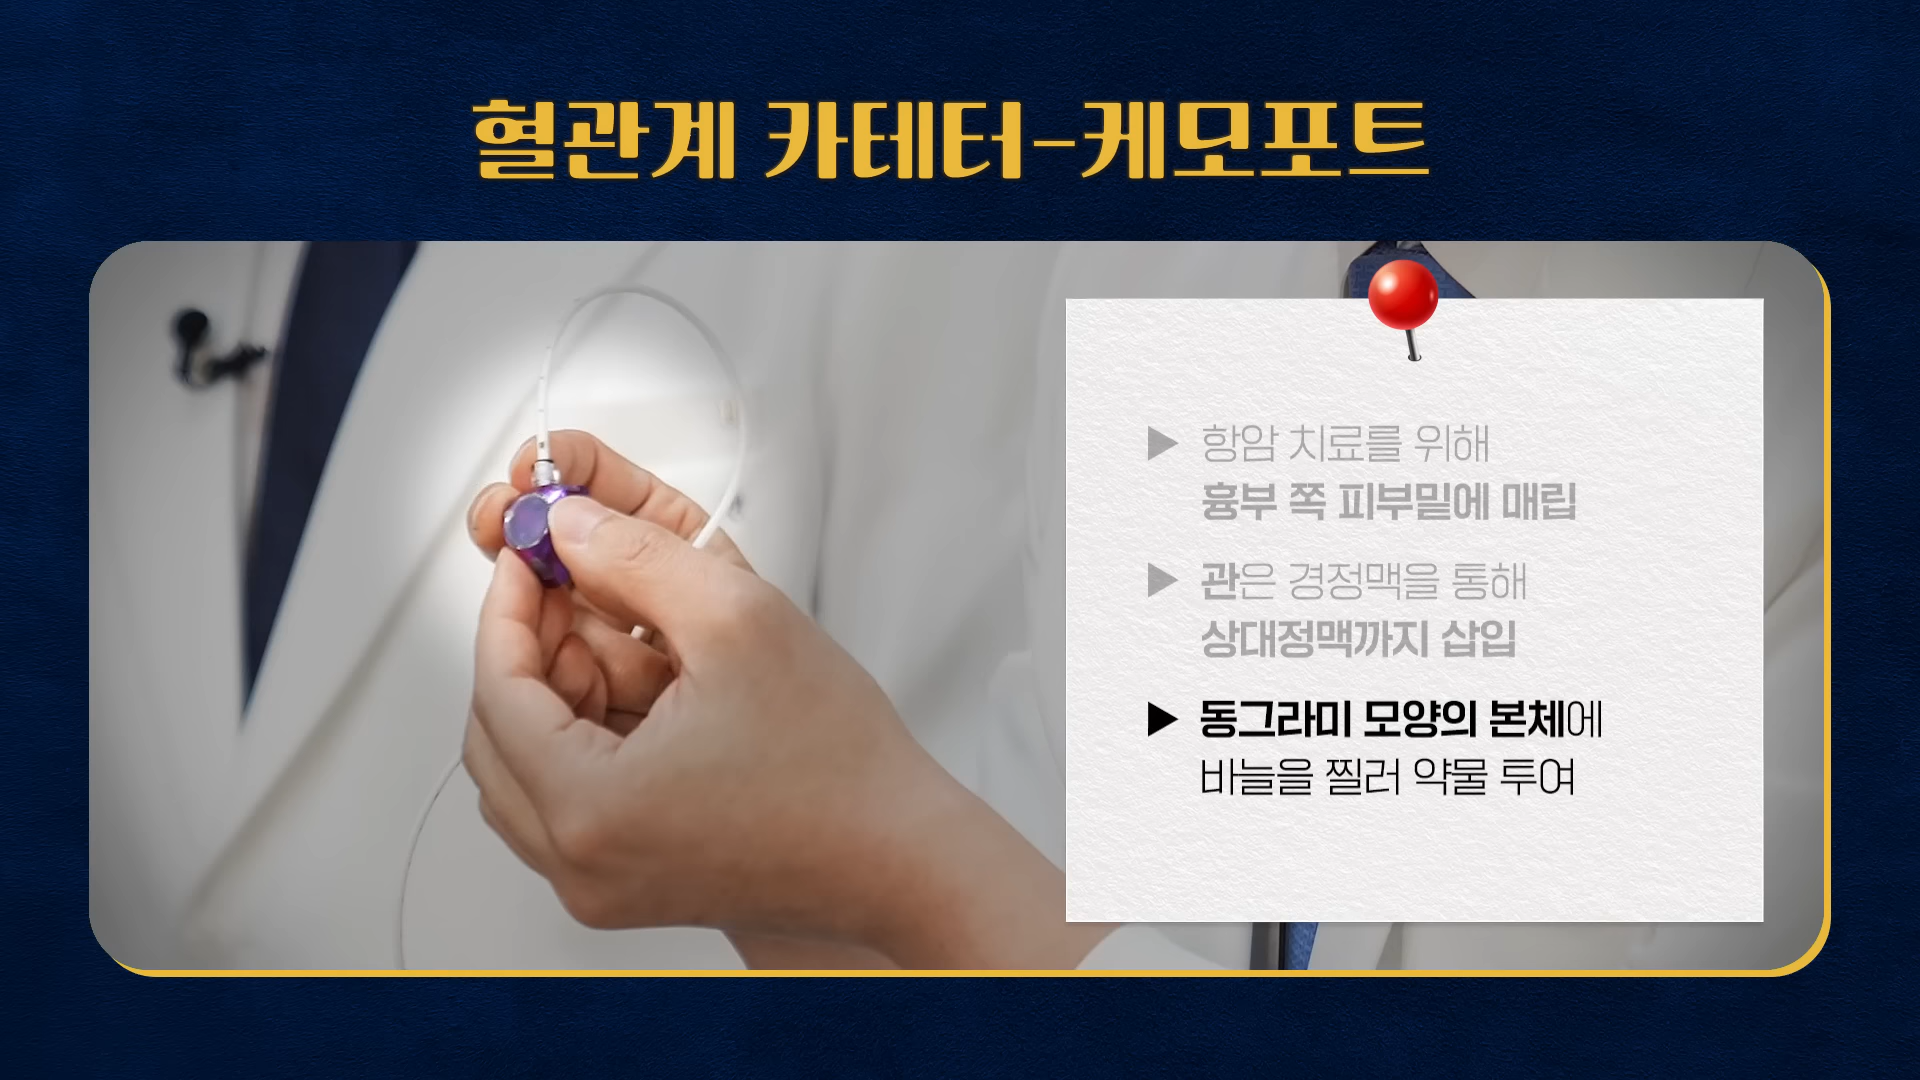 혈관계 카테터-케모포트
▶ 항암 치료를 위해
흉부 쪽 피부밑에 매립
▶ 관은 경정맥을 통해
상대정맥까지 삽입
▶ 동그라미 모양의 본체에
바늘을 찔러 약물 투여